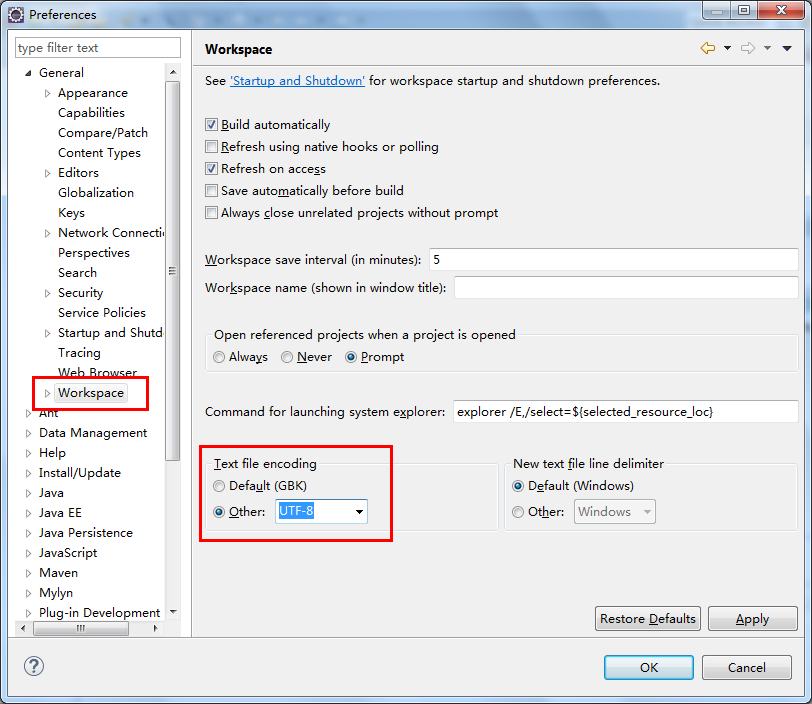 Preferences
type filter text
General
Appearance
Capabilities
Compare/Patch
Content Types
Editors
Globalization
Keys
Network Connecti
Perspectives
Search
Security
Service Policies
Startup and Shutd
Tracing
Web Browser
Workspace
Ant
Data Management
Help
Install/Update
Java
Java EE
Java Persistence
JavaScript
Maven
Mylyn
Plug-in Development
Workspace
See 'Startup and Shutdown' for workspace startup and shutdown preferences.
Build automatically
Refresh using native hooks or polling
Refresh on access
Save automatically before build
Always close unrelated projects without prompt
Workspace save interval (in minutes): 5
Workspace name (shown in window title):
Open referenced projects when a project is opened
Always Never Prompt
Command for launching system explorer: explorer /E,/select=${selected_resource_loc}
Text file encoding
Default (GBK)
Other: UTF-8
New text file line delimiter
Default (Windows)
Other: Windows
Restore Defaults Apply
? OK Cancel